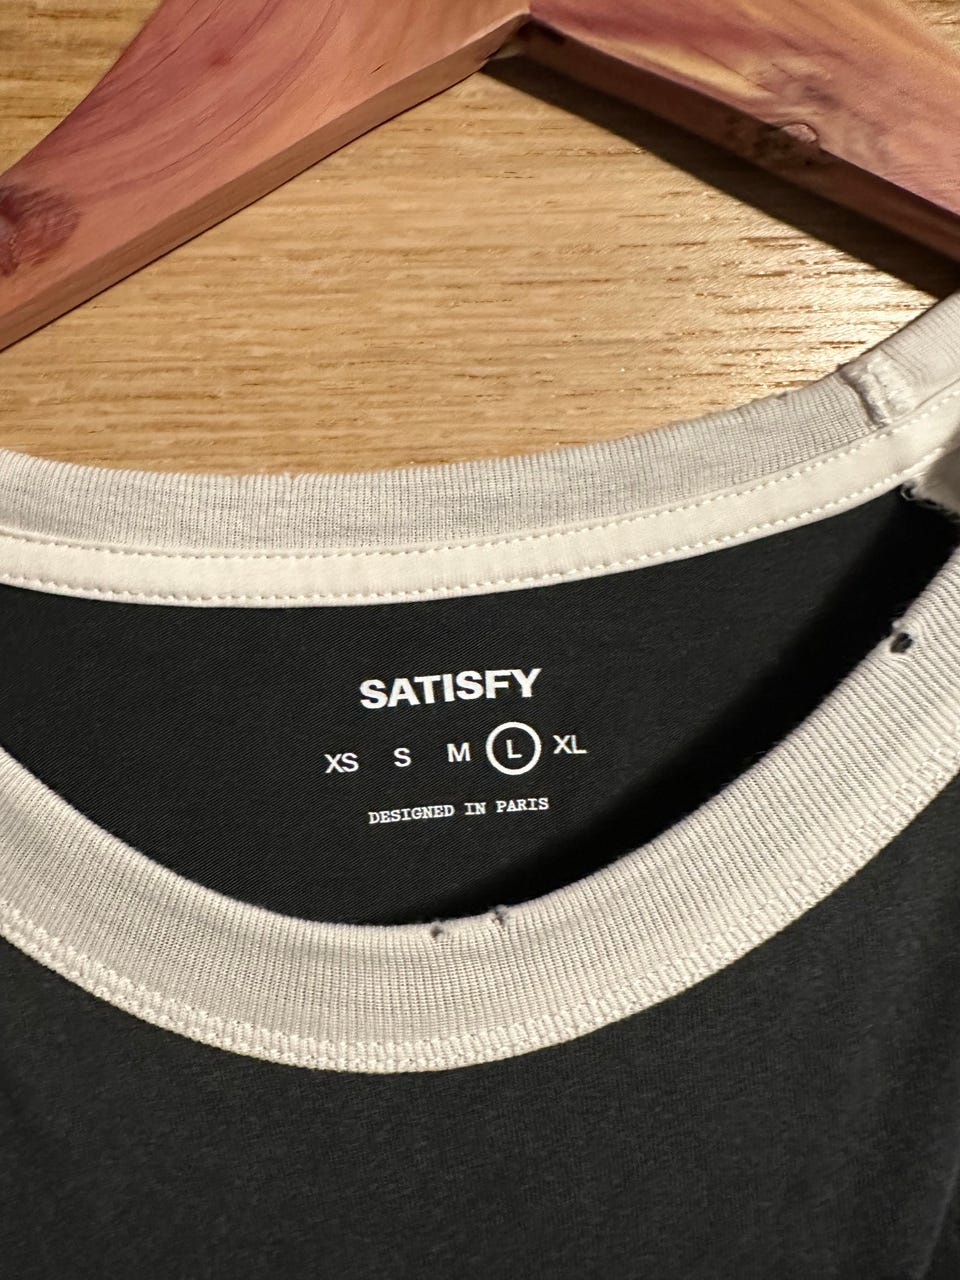 SATISFY
XS S M L XL
DESIGNED IN PARIS